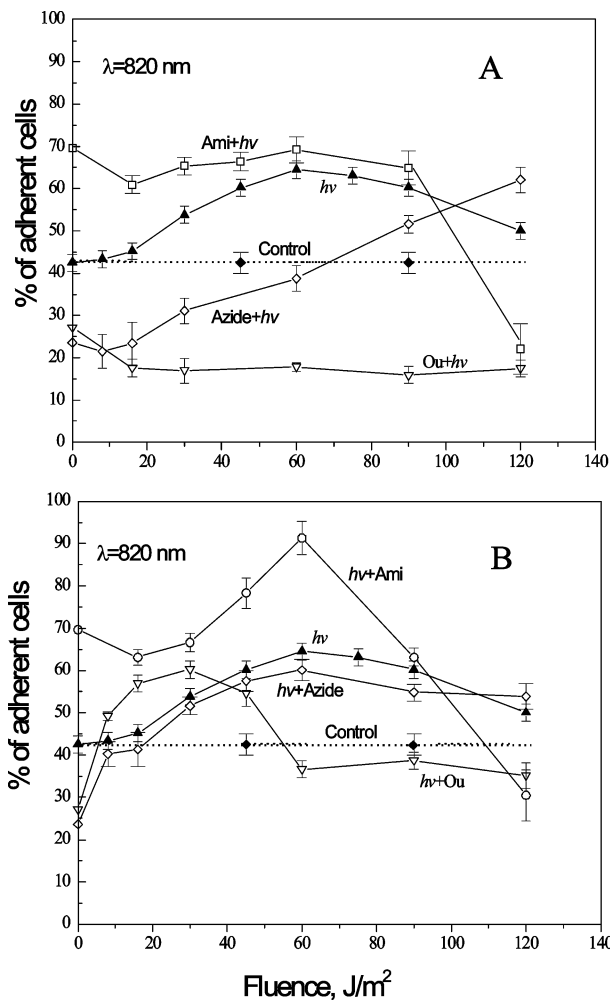 100
90
80
70
60
50
40
30
20
10
0
% of adherent cells
λ=820 nm
A
Ami+hν
hν
Control
Azide+hν
Ou+hν
0 20 40 60 80 100 120 140
100
90
80
70
60
50
40
30
20
10
0
% of adherent cells
λ=820 nm
B
hν+Ami
hν
hν+Azide
Control
hν+Ou
0 20 40 60 80 100 120 140
Fluence, J/m²